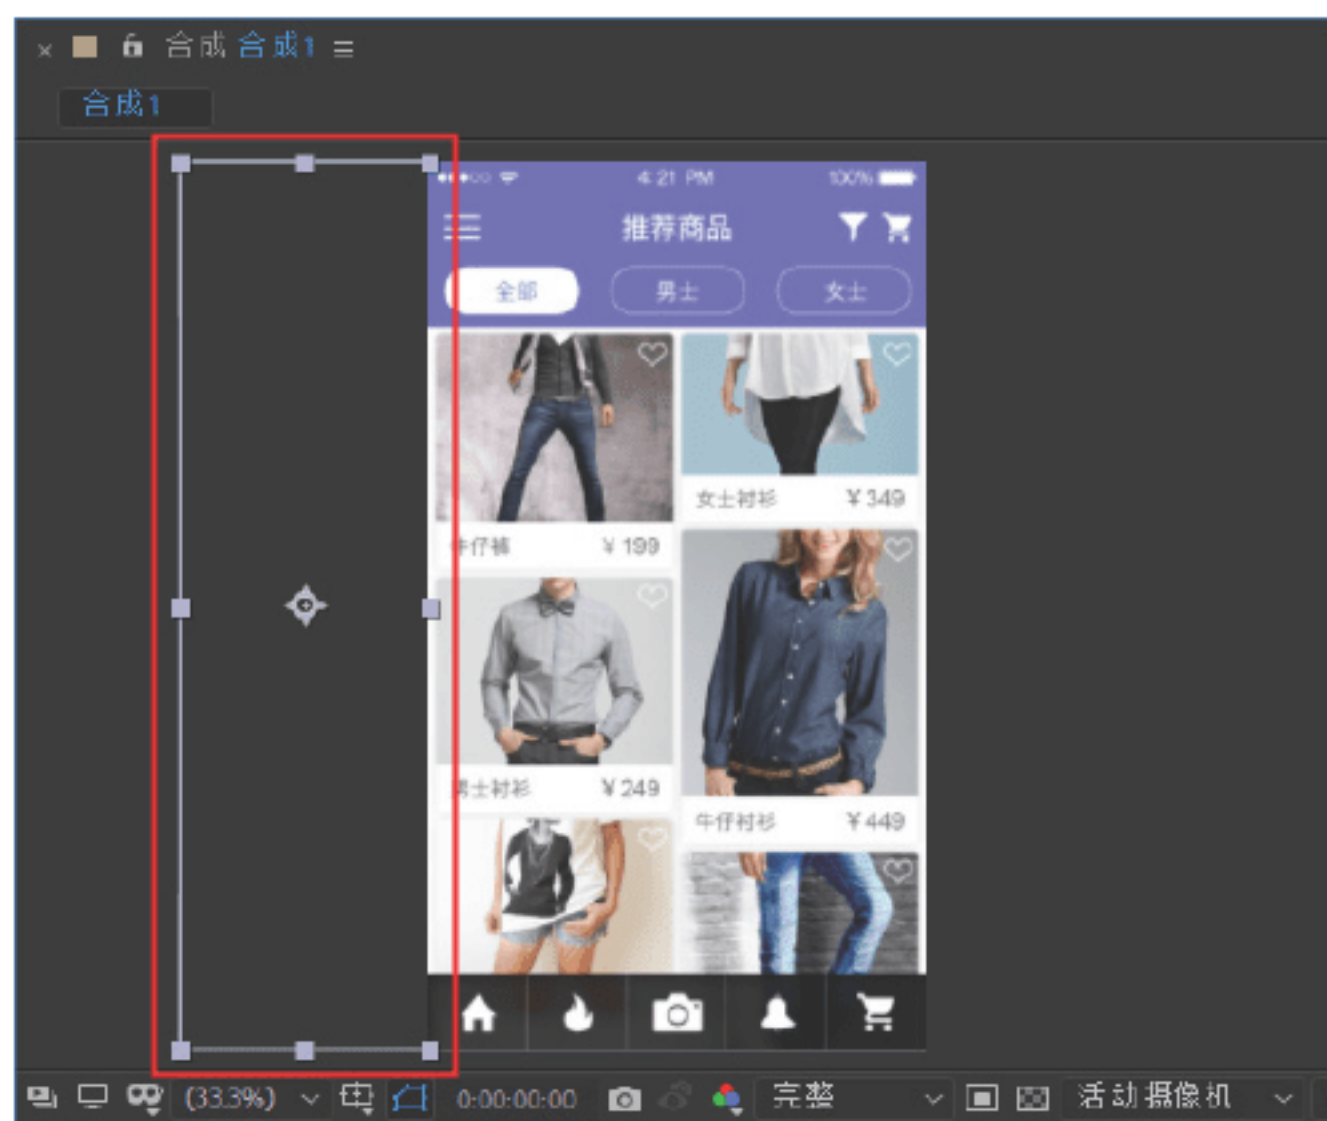 合成 合成1
合成1
4:21 PM 100%
推荐商品
全部 男士 女士
女士衬衫 ¥349
牛仔裤 ¥ 199
男士衬衫 ¥249
牛仔衬衫 ¥449
(33.3%) 0:00:00:00 完整 活动摄像机